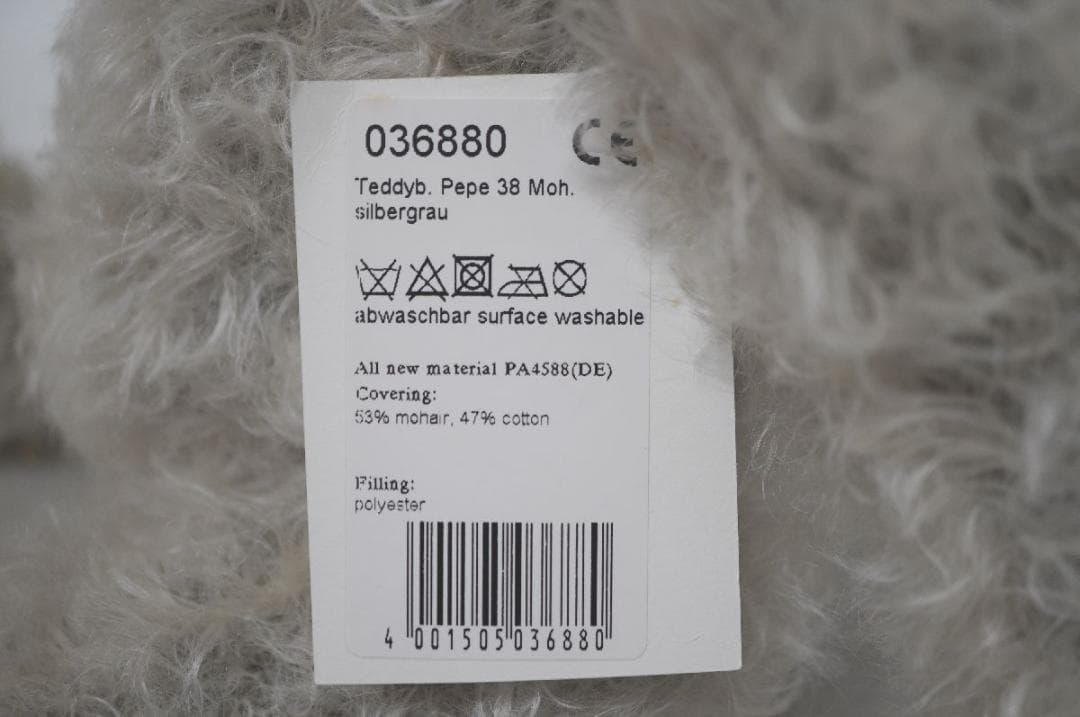 036880 CE
Teddyb. Pepe 38 Moh.
silbergrau
abwaschbar surface washable
All new material PA4588(DE)
Covering:
53% mohair, 47% cotton
Filling:
polyester
4 001505 036880